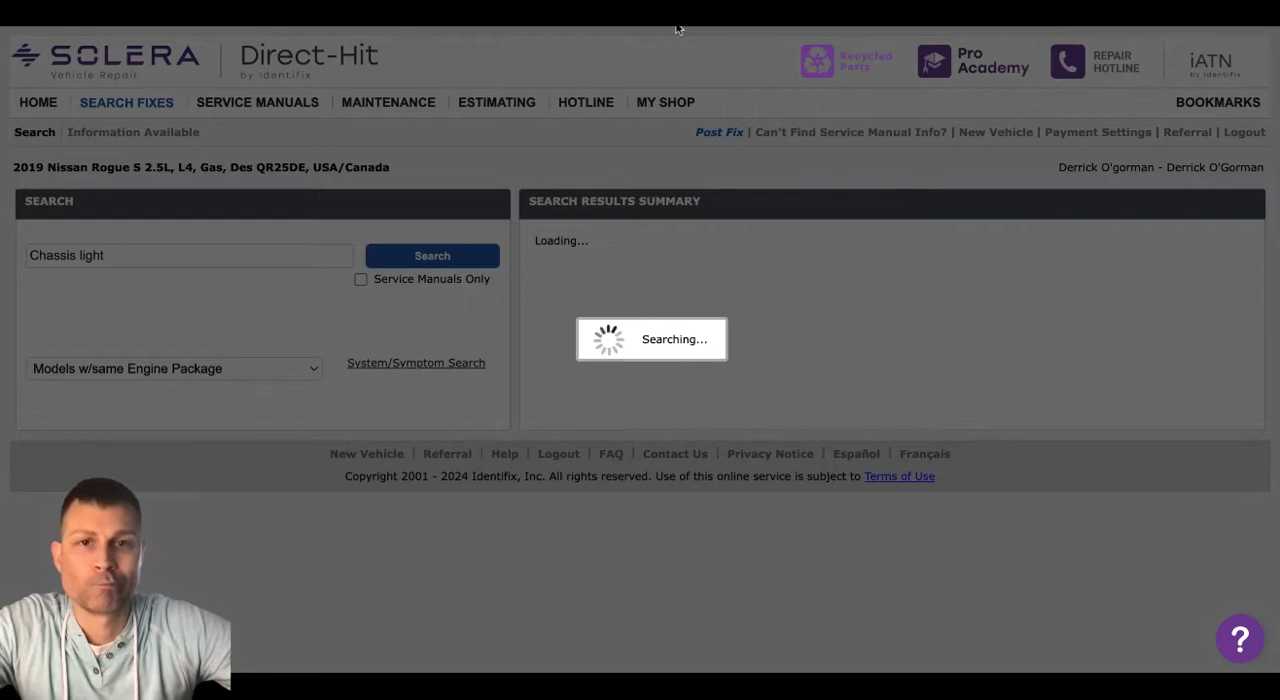 SOLERA
Vehicle Repair
Direct-Hit
by Identifix
Recycled
Parts
Pro
Academy
REPAIR
HOTLINE
iATN
by Identifix
HOME SEARCH FIXES SERVICE MANUALS MAINTENANCE ESTIMATING HOTLINE MY SHOP BOOKMARKS
Search Information Available Post Fix | Can't Find Service Manual Info? | New Vehicle | Payment Settings | Referral | Logout
2019 Nissan Rogue S 2.5L, L4, Gas, Des QR25DE, USA/Canada Derrick O'gorman - Derrick O'Gorman
SEARCH
Chassis light Search
Service Manuals Only
Models w/same Engine Package System/Symptom Search
SEARCH RESULTS SUMMARY
Loading...
Searching...
New Vehicle Referral Help Logout FAQ Contact Us Privacy Notice Español Français
Copyright 2001 - 2024 Identifix, Inc. All rights reserved. Use of this online service is subject to Terms of Use
?